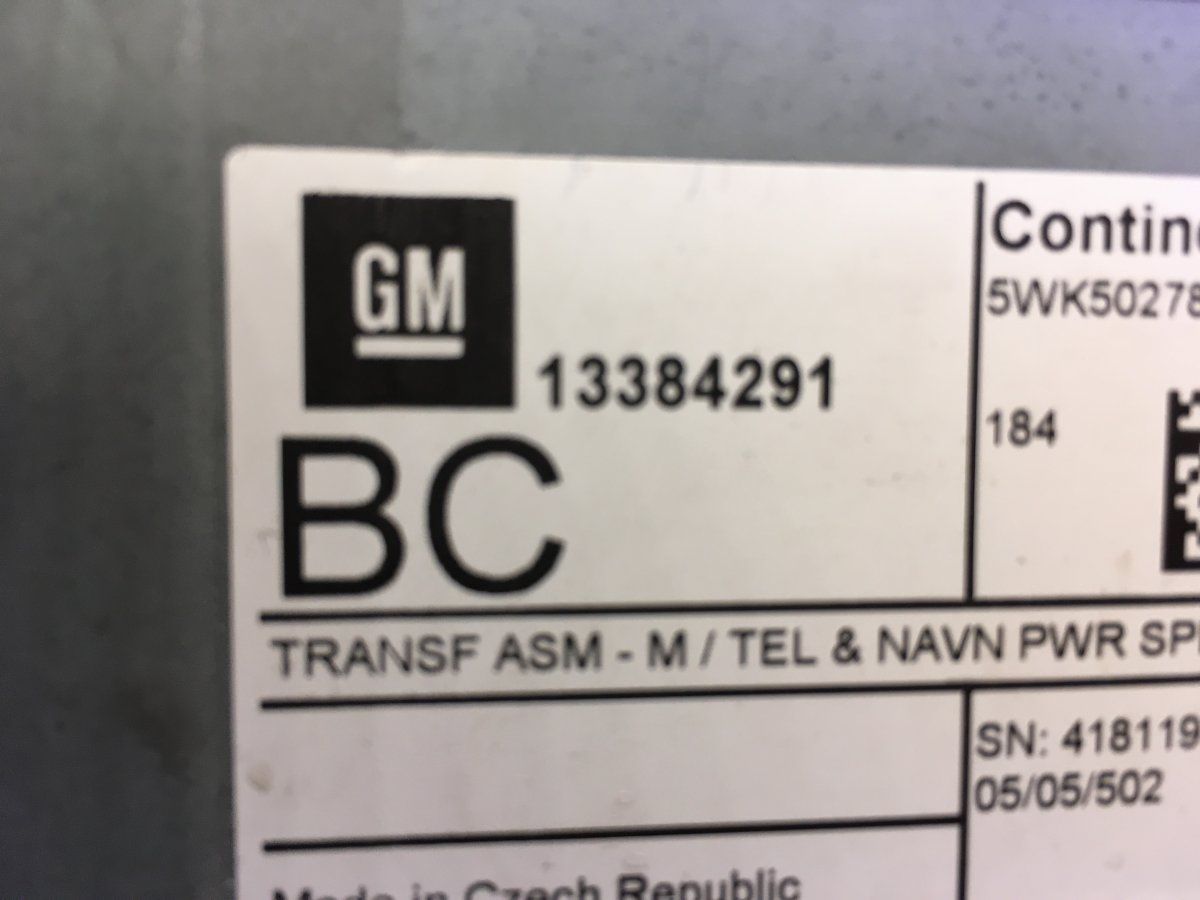 GM
13384291
BC
Contin
5WK50278
184
TRANSF ASM - M / TEL & NAVN PWR SP
SN: 418119
05/05/502
Made in Czech Republic